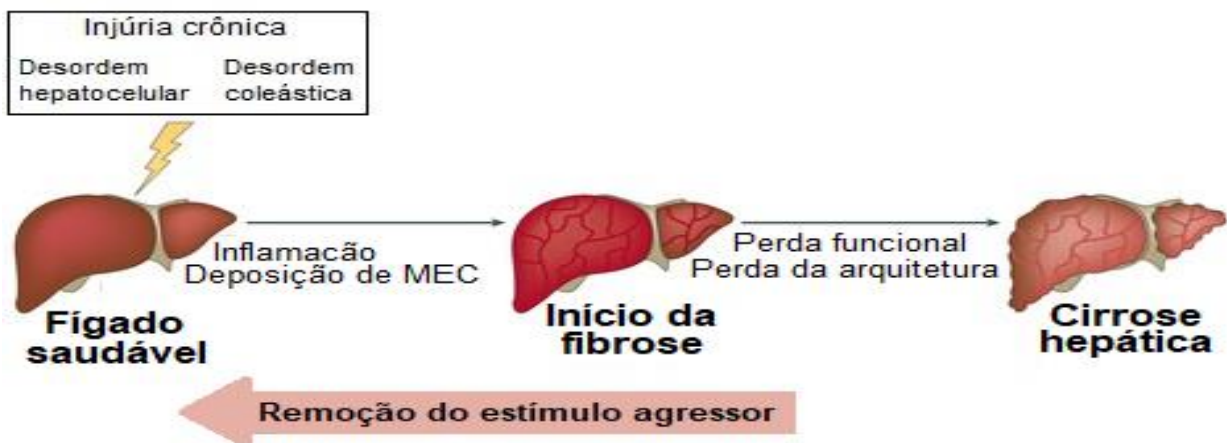 Injúria crônica
Desordem hepatocelular
Desordem coleástica
Inflamacão
Deposição de MEC
Perda funcional
Perda da arquitetura
Fígado
saudável
Início da
fibrose
Cirrose
hepática
Remoção do estímulo agressor